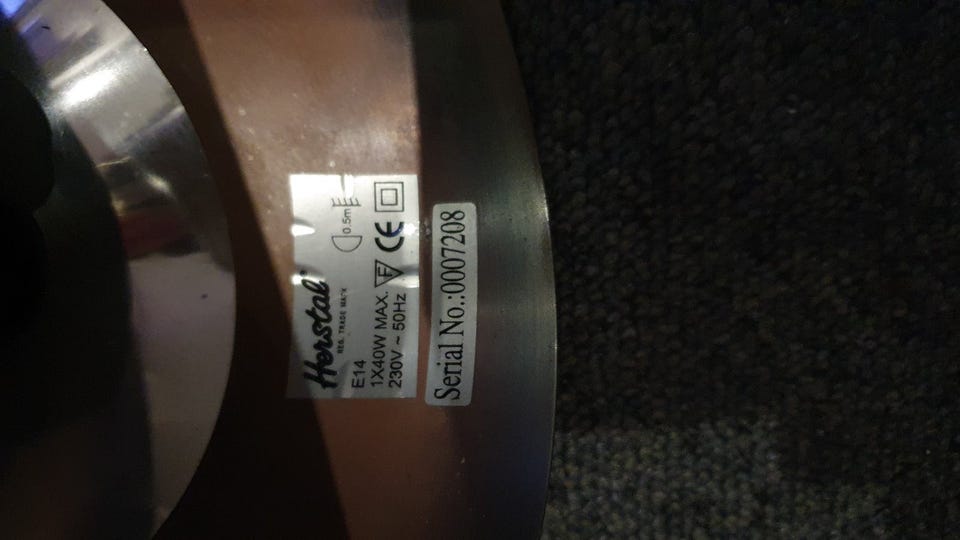 Herstal
REG. TRADE MARK
E14
0.5m
1X40W MAX. F CE
230V ~ 50Hz
Serial No.:0007208